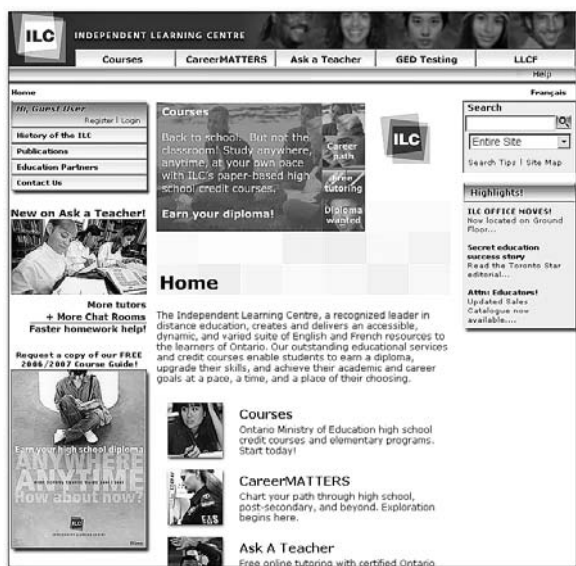 ILC INDEPENDENT LEARNING CENTRE
Courses CareerMATTERS Ask a Teacher GED Testing LLCF
Help
Home Français
Hi, Guest User
Register | Login
History of the ILC
Publications
Education Partners
Contact Us
New on Ask a Teacher!
More tutors
+ More Chat Rooms
Faster homework help!
Request a copy of our FREE
2006/2007 Course Guide!
Earn your high school diploma
ANYWHERE
ANYTIME
How about now?
ILC
INDEPENDENT LEARNING CENTRE
Courses
Back to school. But not the
classroom! Study anywhere,
anytime, at your own pace
with ILC's paper-based high
school credit courses.
Earn your diploma!
Career
path
Free
tutoring
Diploma
wanted
ILC
Home
The Independent Learning Centre, a recognized leader in
distance education, creates and delivers an accessible,
dynamic, and varied suite of English and French resources to
the learners of Ontario. Our outstanding educational services
and credit courses enable students to earn a diploma,
upgrade their skills, and achieve their academic and career
goals at a pace, a time, and a place of their choosing.
Courses
Ontario Ministry of Education high school
credit courses and elementary programs.
Start today!
CareerMATTERS
Chart your path through high school,
post-secondary, and beyond. Exploration
begins here.
Ask A Teacher
Free online tutoring with certified Ontario
Search
Entire Site
Search Tips | Site Map
Highlights!
ILC OFFICE MOVES!
Now located on Ground
Floor...
Secret education
success story
Read the Toronto Star
editorial...
Attn: Educators!
Updated Sales
Catalogue now
available....